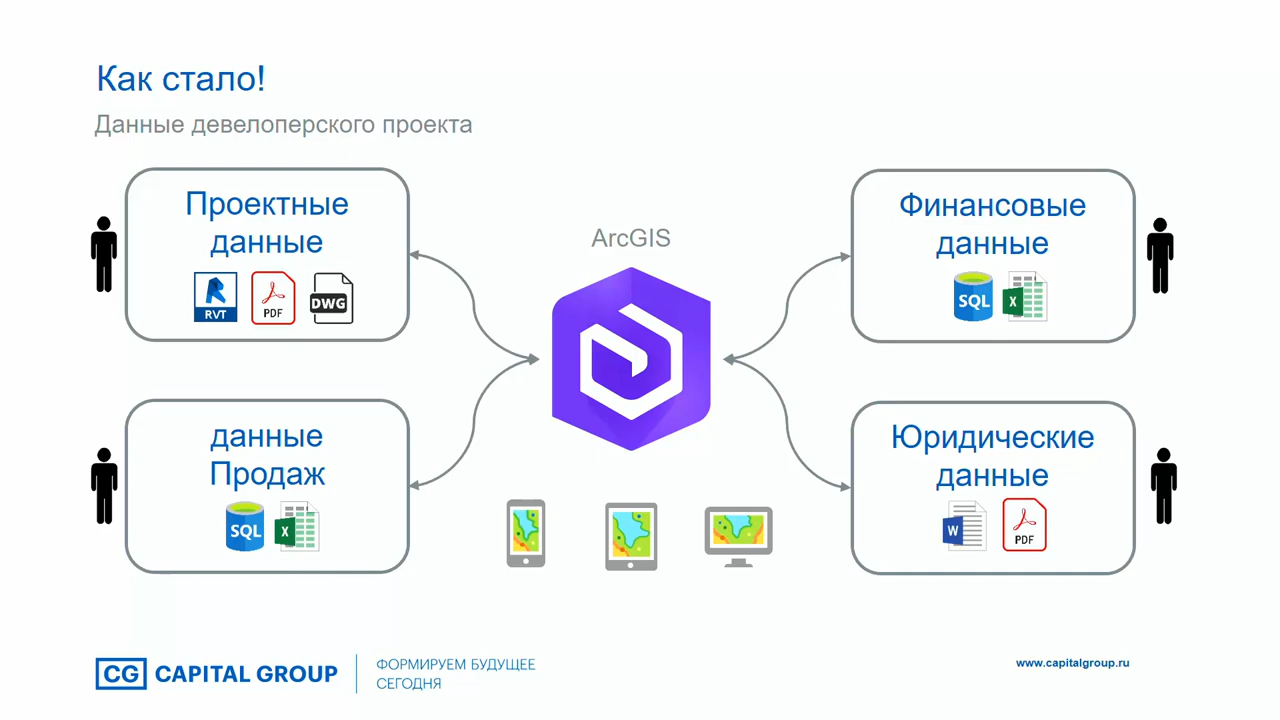 Как стало!
Данные девелоперского проекта
Проектные
данные
RVT
PDF
DWG
данные
Продаж
SQL
X
ArcGIS
Финансовые
данные
SQL
X
Юридические
данные
W
PDF
CG CAPITAL GROUP
ФОРМИРУЕМ БУДУЩЕЕ
СЕГОДНЯ
www.capitalgroup.ru